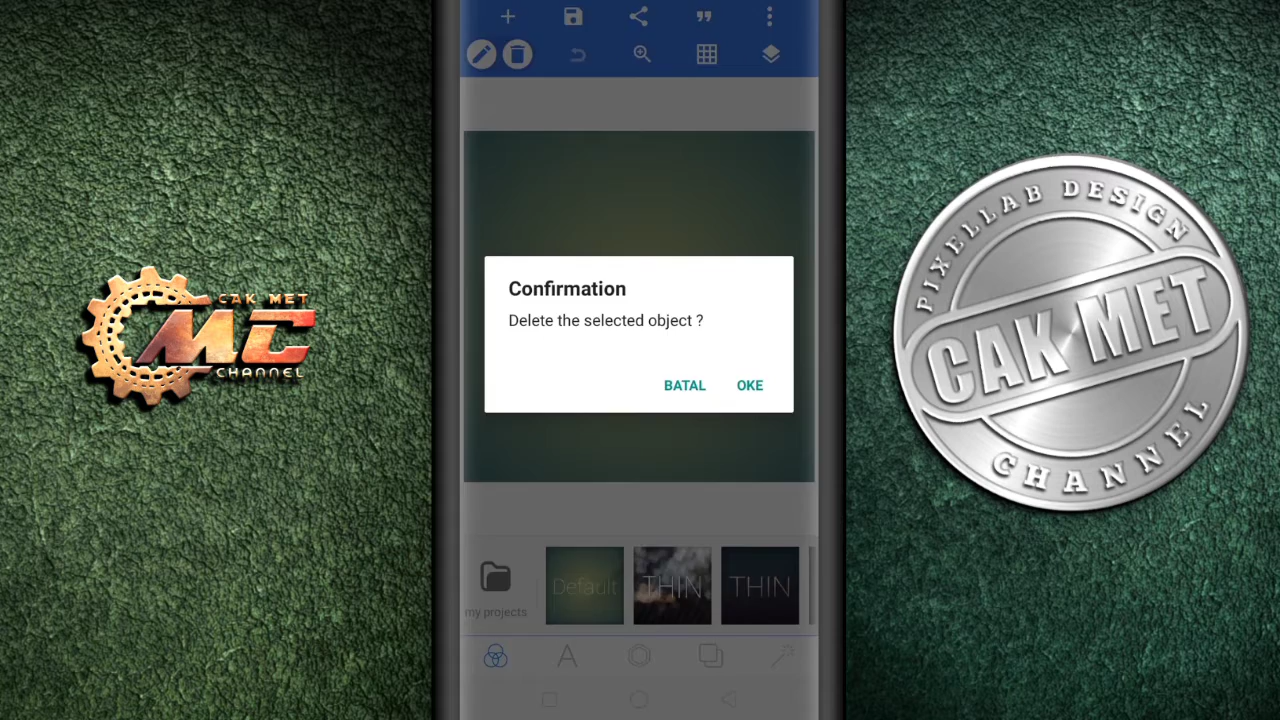 CAK MET
MC
CHANNEL
Confirmation
Delete the selected object ?
BATAL
OKE
my projects
Default
THIN
THIN
PIXELLAB DESIGN
CAK MET
CHANNEL